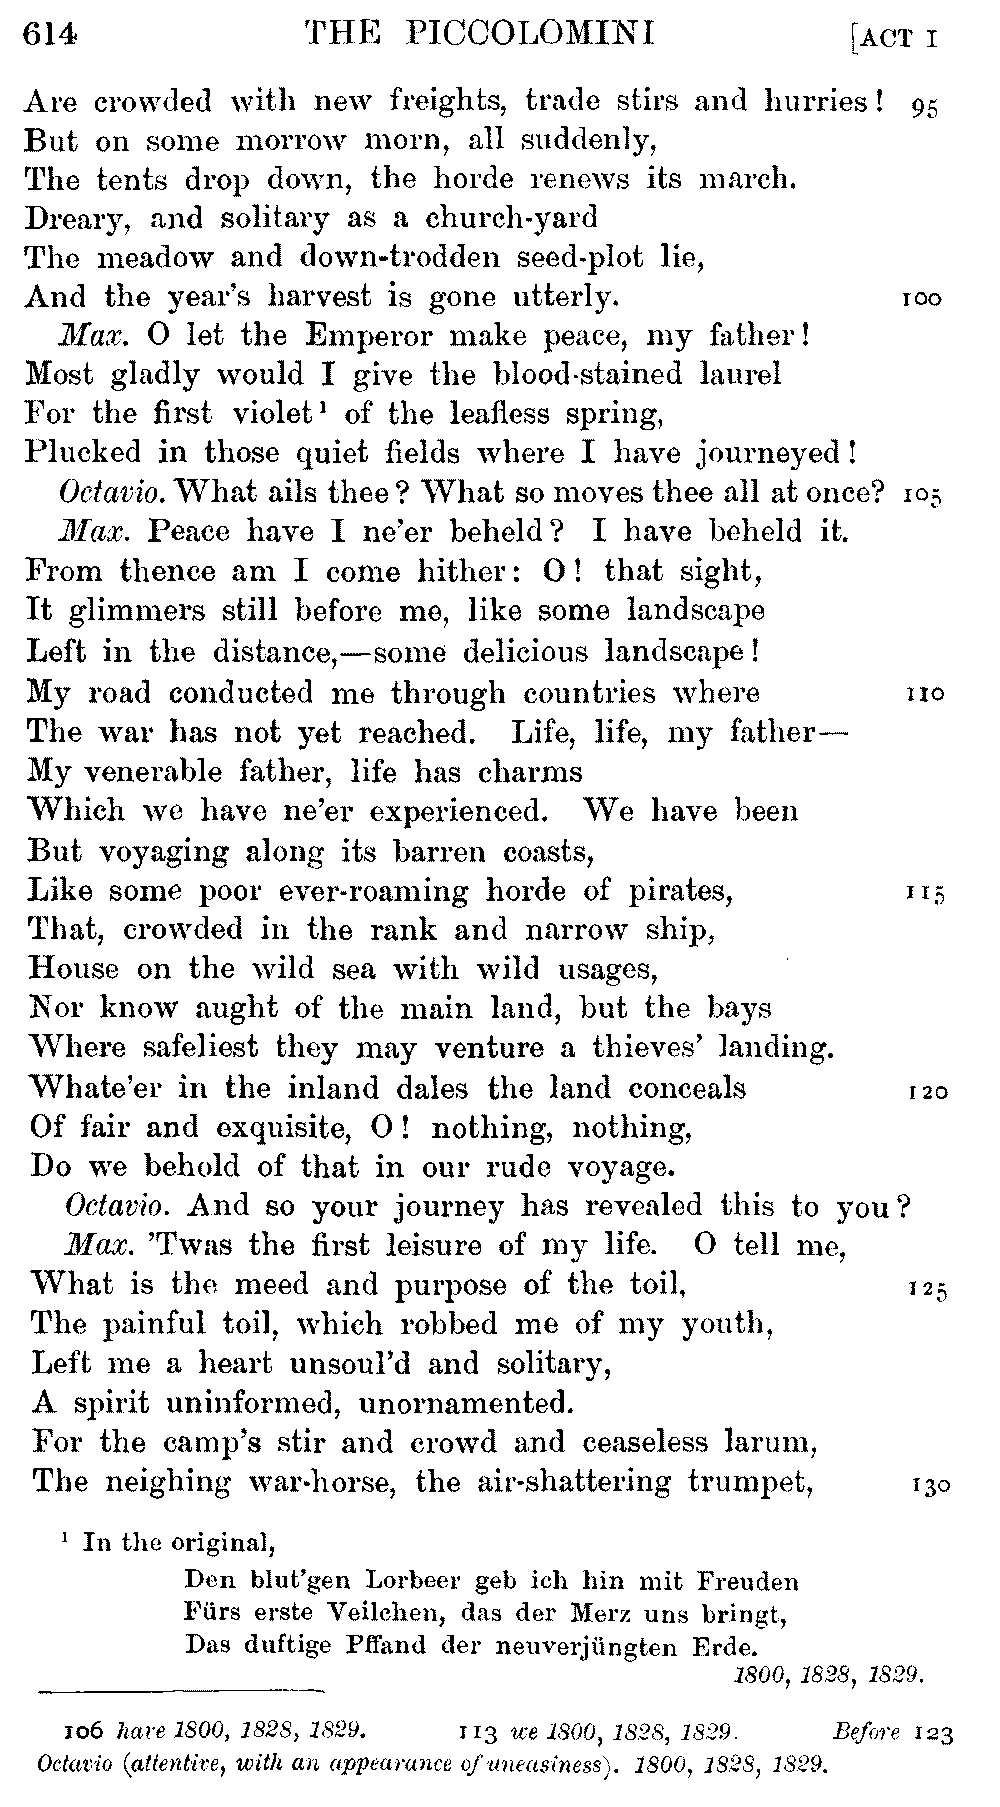 614 THE PICCOLOMINI [ACT I
Are crowded with new freights, trade stirs and hurries! 95
But on some morrow morn, all suddenly,
The tents drop down, the horde renews its march.
Dreary, and solitary as a church-yard
The meadow and down-trodden seed-plot lie,
And the year's harvest is gone utterly. 100
Max. O let the Emperor make peace, my father!
Most gladly would I give the blood-stained laurel
For the first violet¹ of the leafless spring,
Plucked in those quiet fields where I have journeyed!
Octavio. What ails thee? What so moves thee all at once? 105
Max. Peace have I ne'er beheld? I have beheld it.
From thence am I come hither: O! that sight,
It glimmers still before me, like some landscape
Left in the distance,—some delicious landscape!
My road conducted me through countries where 110
The war has not yet reached. Life, life, my father—
My venerable father, life has charms
Which we have ne'er experienced. We have been
But voyaging along its barren coasts,
Like some poor ever-roaming horde of pirates, 115
That, crowded in the rank and narrow ship,
House on the wild sea with wild usages,
Nor know aught of the main land, but the bays
Where safeliest they may venture a thieves' landing.
Whate'er in the inland dales the land conceals 120
Of fair and exquisite, O! nothing, nothing,
Do we behold of that in our rude voyage.
Octavio. And so your journey has revealed this to you?
Max. 'Twas the first leisure of my life. O tell me,
What is the meed and purpose of the toil, 125
The painful toil, which robbed me of my youth,
Left me a heart unsoul'd and solitary,
A spirit uninformed, unornamented.
For the camp's stir and crowd and ceaseless larum,
The neighing war-horse, the air-shattering trumpet, 130
¹ In the original,
Den blut'gen Lorbeer geb ich hin mit Freuden
Fürs erste Veilchen, das der Merz uns bringt,
Das duftige Pffand der neuverjüngten Erde.
1800, 1828, 1829.
106 have 1800, 1828, 1829. 113 we 1800, 1828, 1829. Before 123
Octavio (attentive, with an appearance of uneasiness). 1800, 1828, 1829.